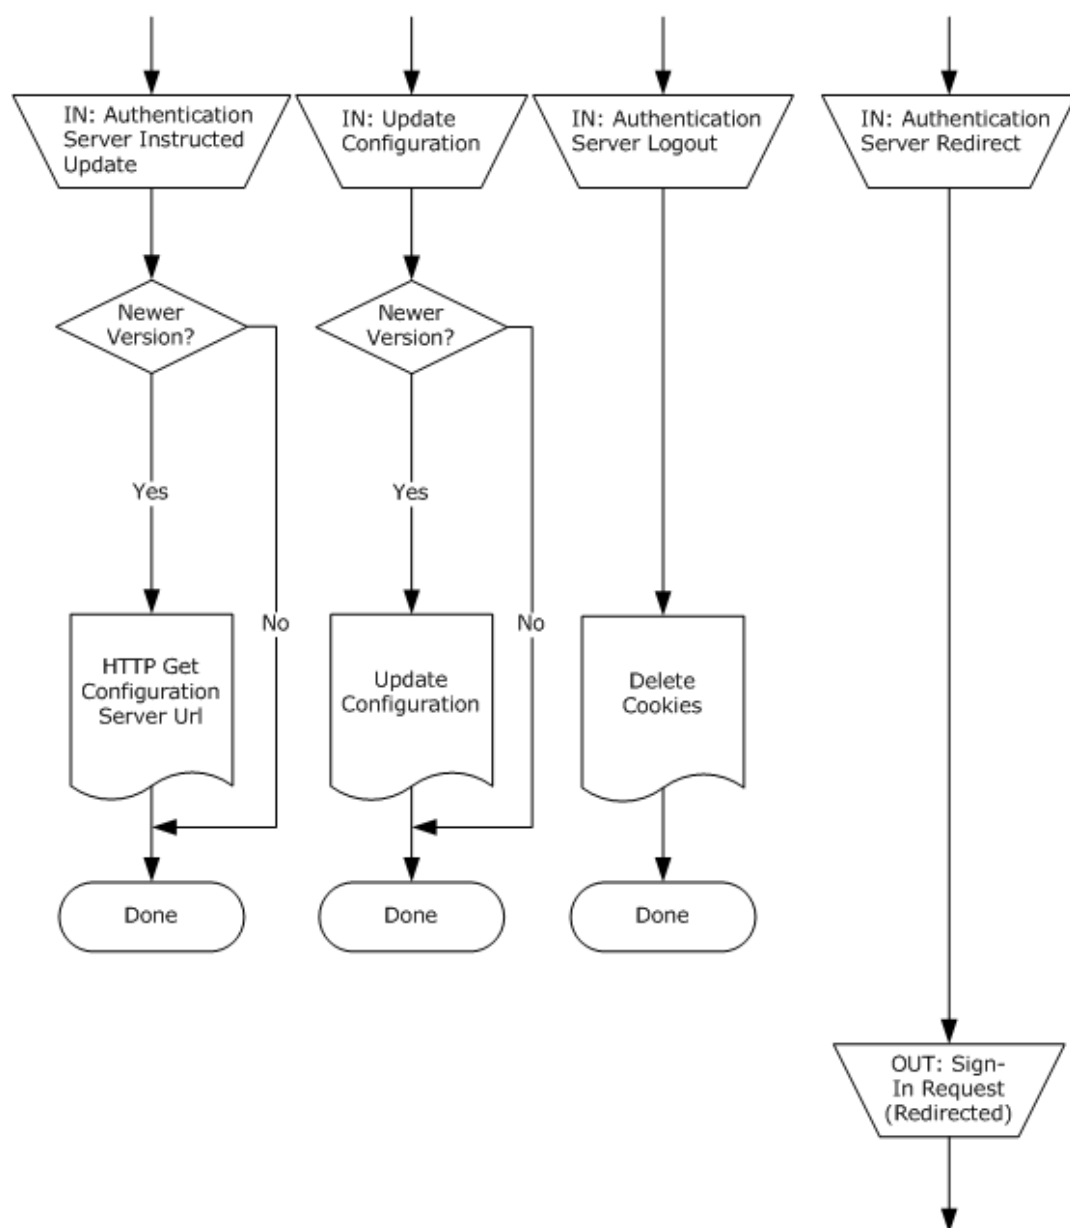 IN: Authentication
Server Instructed
Update
IN: Update
Configuration
IN: Authentication
Server Logout
IN: Authentication
Server Redirect
Newer
Version?
Newer
Version?
Yes
Yes
No
No
HTTP Get
Configuration
Server Url
Update
Configuration
Delete
Cookies
Done
Done
Done
OUT: Sign-
In Request
(Redirected)